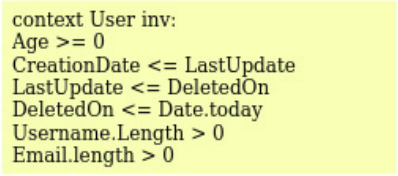 context User inv:
Age >= 0
CreationDate <= LastUpdate
LastUpdate <= DeletedOn
DeletedOn <= Date.today
Username.Length > 0
Email.length > 0